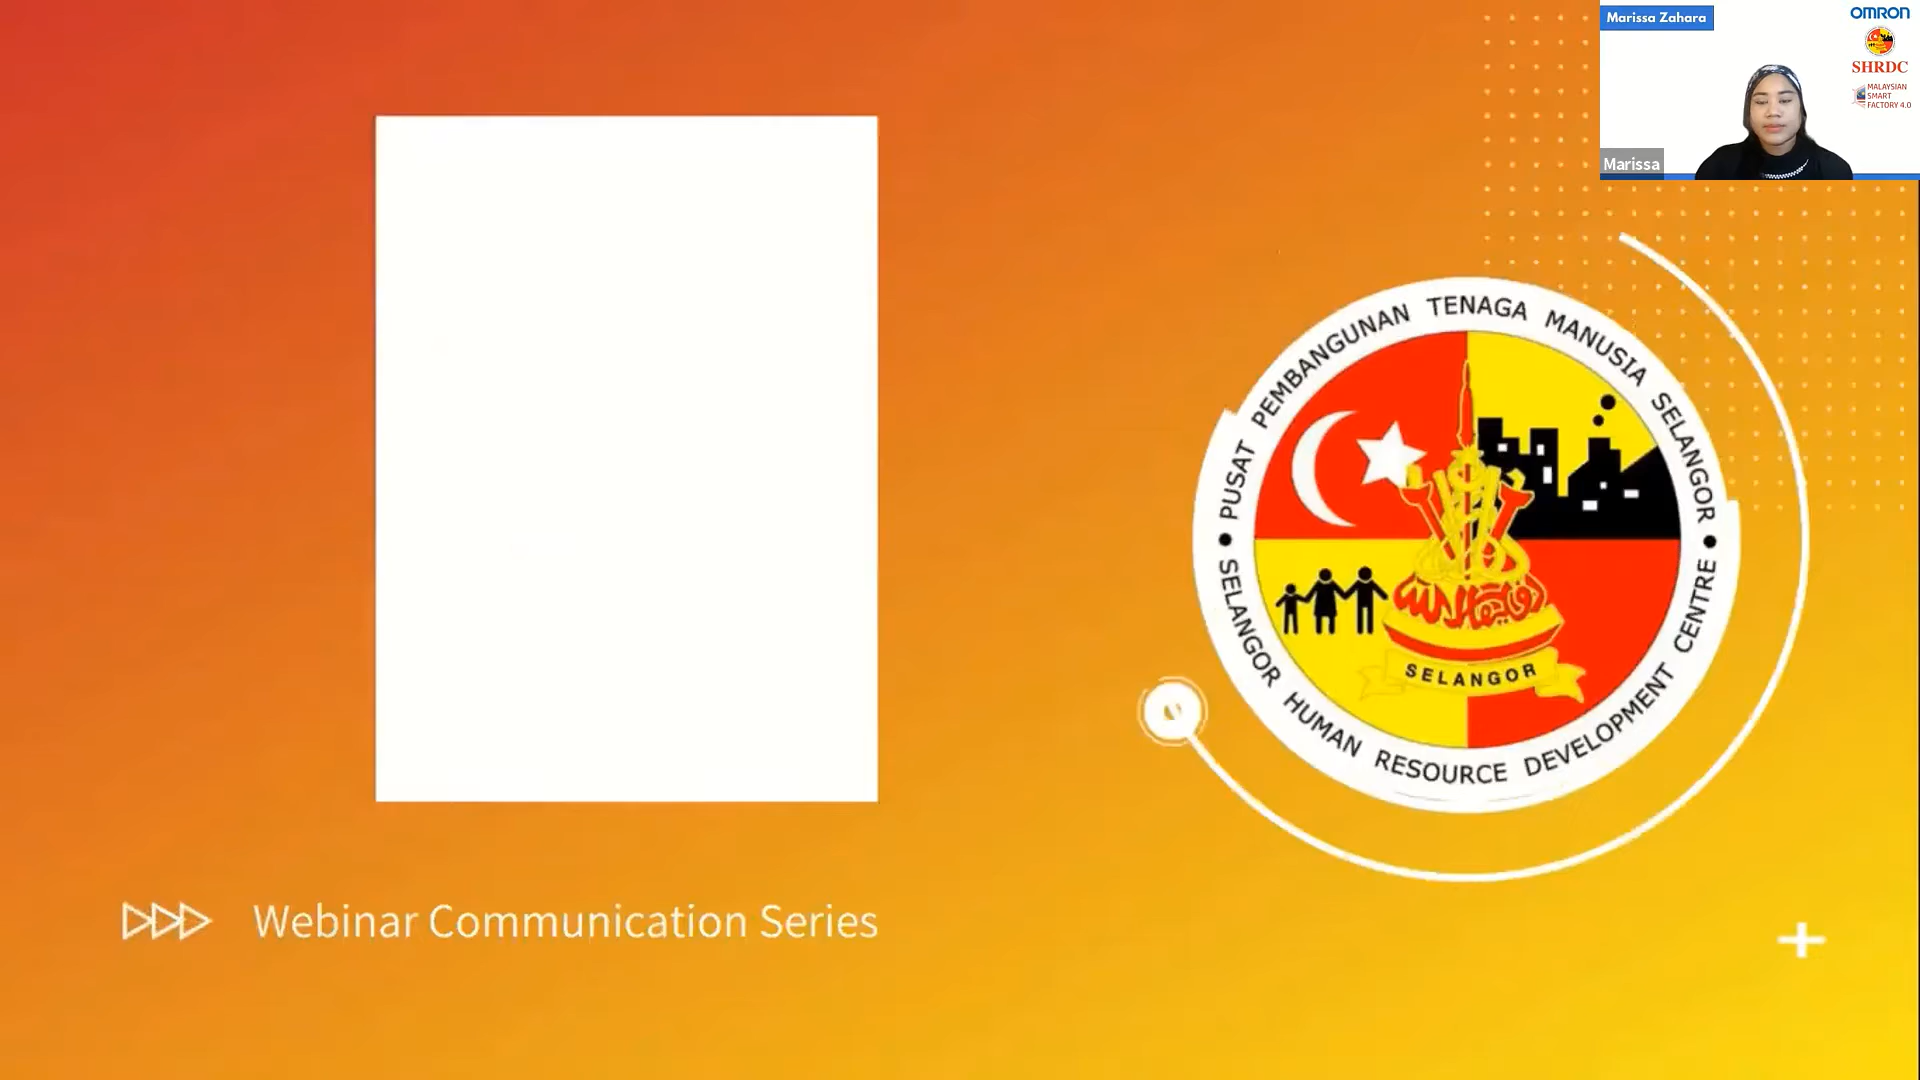 Marissa Zahara
OMRON
SHRDC
MALAYSIAN
SMART
FACTORY 4.0
Marissa
PUSAT PEMBANGUNAN TENAGA MANUSIA SELANGOR
SELANGOR
SELANGOR HUMAN RESOURCE DEVELOPMENT CENTRE
Webinar Communication Series